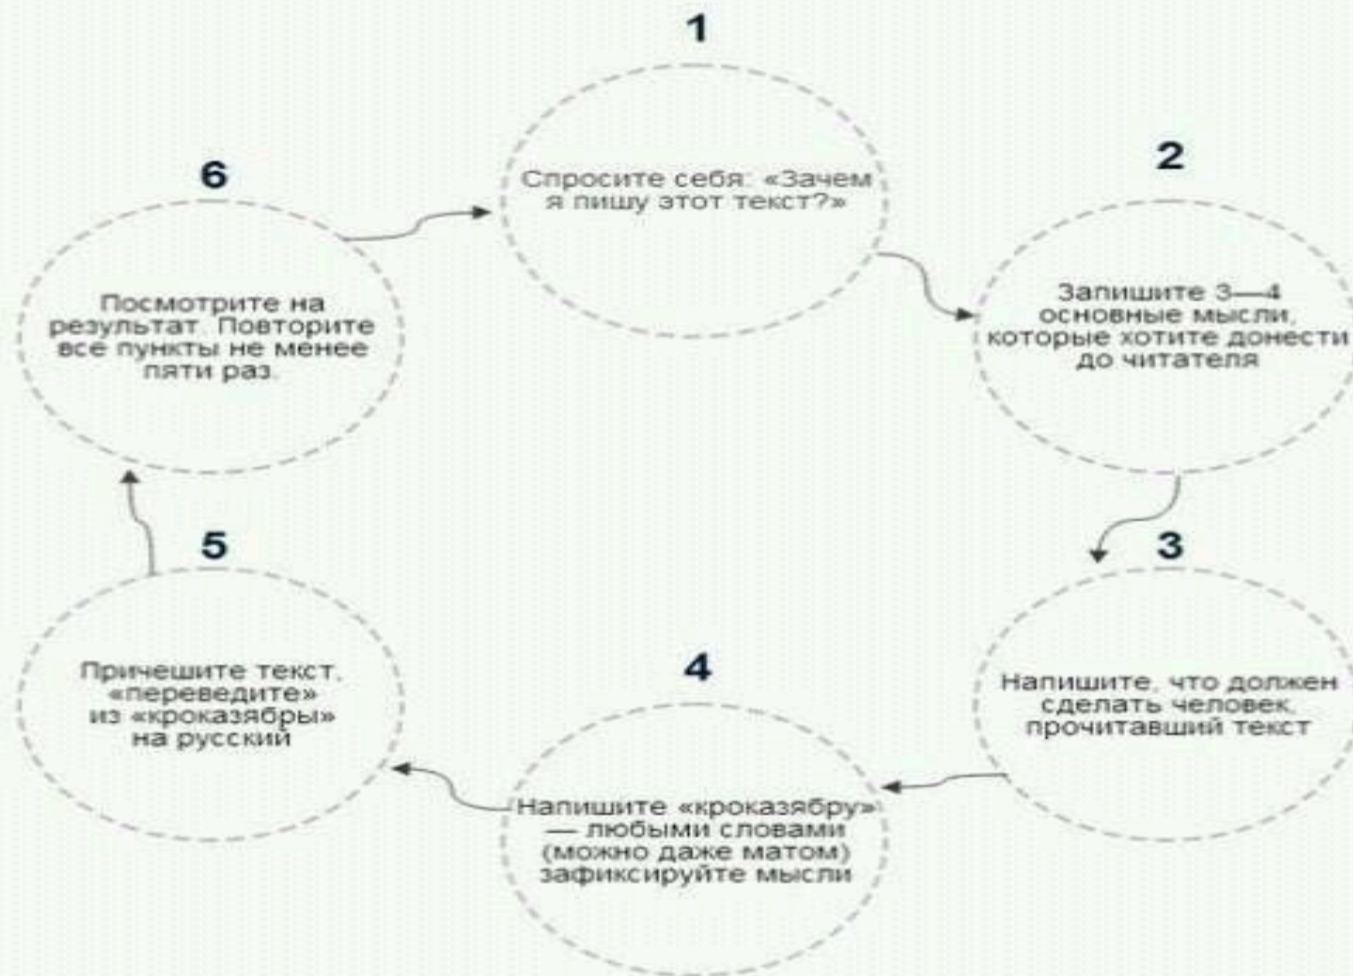 1
Спросите себя: «Зачем
я пишу этот текст?»
2
Запишите 3—4
основные мысли,
которые хотите донести
до читателя
3
Напишите, что должен
сделать человек,
прочитавший текст
4
Напишите «кроказябру»
— любыми словами
(можно даже матом)
зафиксируйте мысли
5
Причешите текст,
«переведите»
из «кроказябры»
на русский
6
Посмотрите на
результат. Повторите
все пункты не менее
пяти раз.